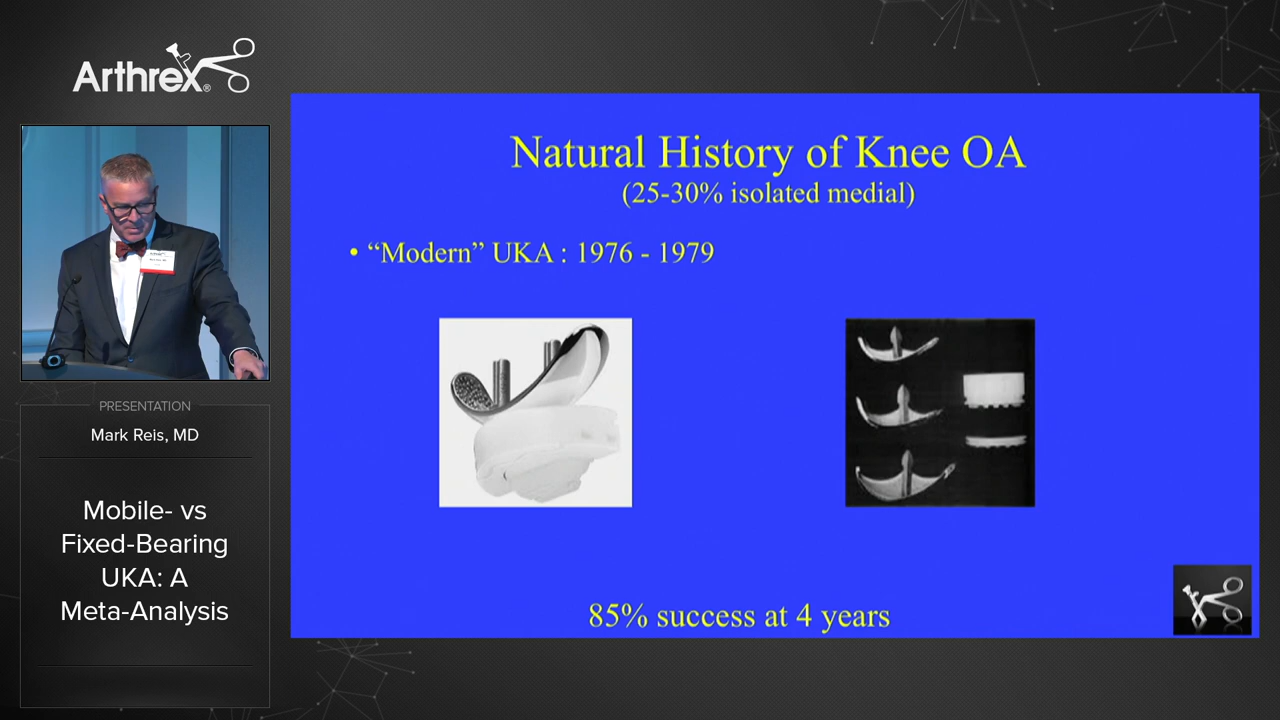 Arthrex®
PRESENTATION
Mark Reis, MD
Mobile- vs
Fixed-Bearing
UKA: A
Meta-Analysis
Natural History of Knee OA
(25-30% isolated medial)
• “Modern” UKA : 1976 - 1979
85% success at 4 years